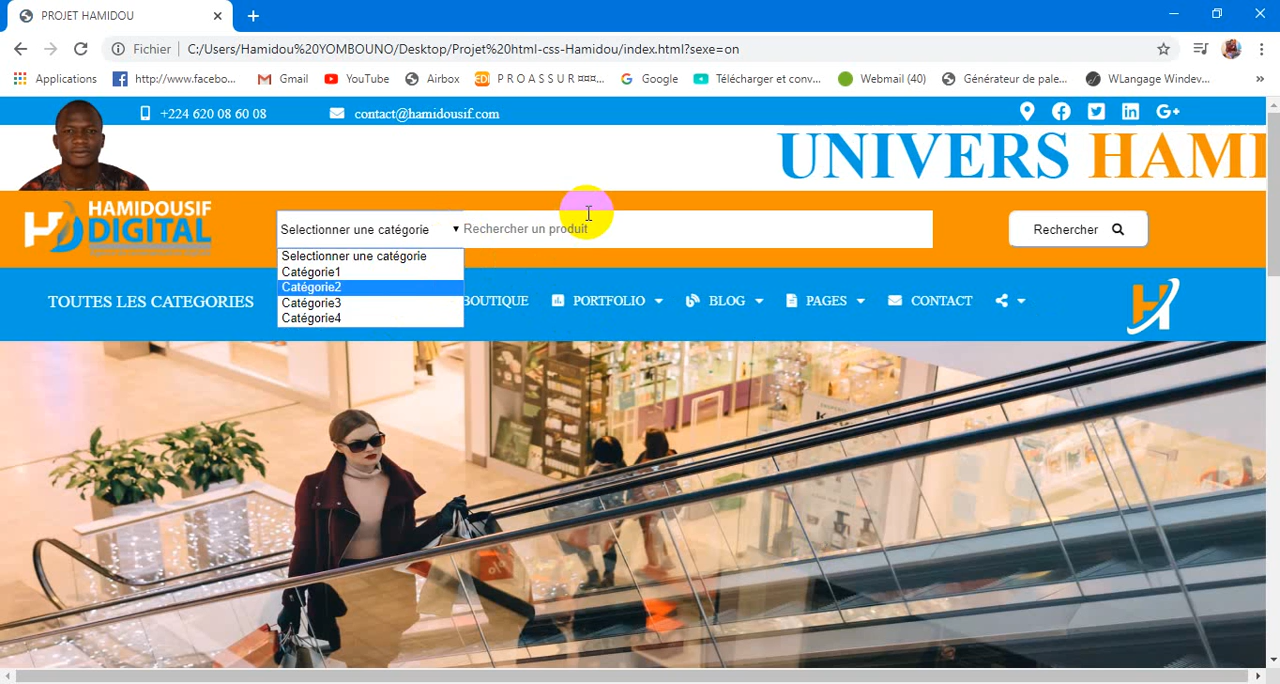 PROJET HAMIDOU
Fichier C:/Users/Hamidou%20YOMBOUNO/Desktop/Projet%20html-css-Hamidou/index.html?sexe=on
Applications http://www.facebo... Gmail YouTube Airbox P R O A S S U R ¤¤¤... Google Télécharger et conv... Webmail (40) Générateur de pale... WLangage Windev... »
+224 620 08 60 08 contact@hamidousif.com G+
UNIVERS HAMI
HAMIDOUSIF
DIGITAL
Selectionner une catégorie Rechercher un produit Rechercher
Selectionner une catégorie
Catégorie1
Catégorie2
Catégorie3
Catégorie4
TOUTES LES CATEGORIES BOUTIQUE PORTFOLIO BLOG PAGES CONTACT